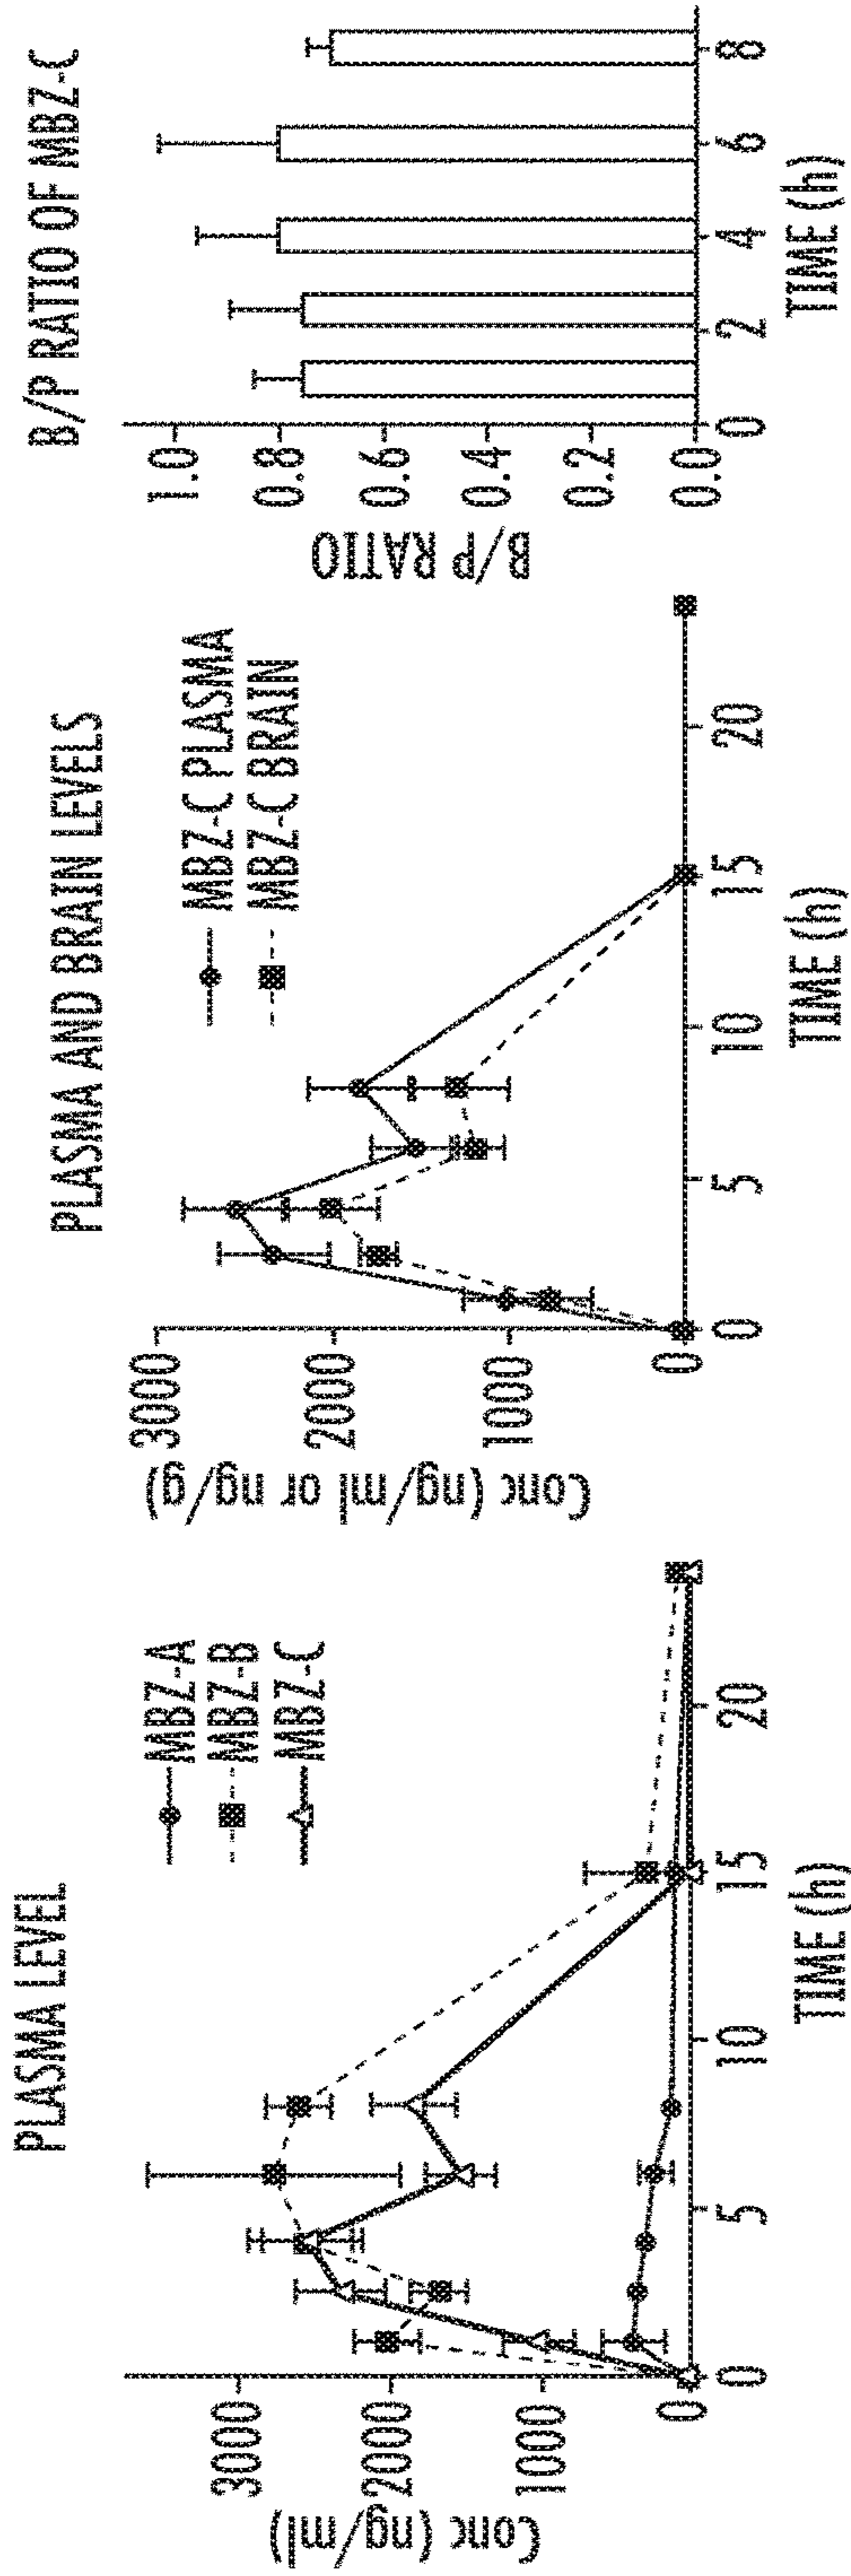 PLASMA LEVEL
MBZ-A
MBZ-B
MBZ-C
Conc (ng/ml)
3000
2000
1000
0
0
5
10
15
20
TIME (h)
PLASMA AND BRAIN LEVELS
MBZ-C PLASMA
MBZ-C BRAIN
Conc (ng/ml or ng/g)
3000
2000
1000
0
0
5
10
15
20
TIME (h)
B/P RATIO OF MBZ-C
B/P RATIO
1.0
0.8
0.6
0.4
0.2
0.0
0
2
4
6
8
TIME (h)